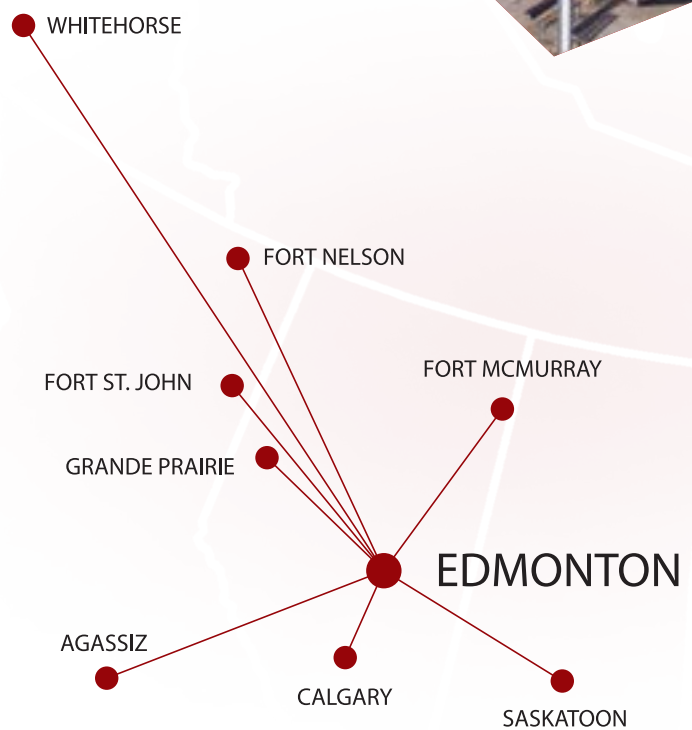 WHITEHORSE
FORT NELSON
FORT MCMURRAY
FORT ST. JOHN
GRANDE PRAIRIE
EDMONTON
AGASSIZ
CALGARY
SASKATOON